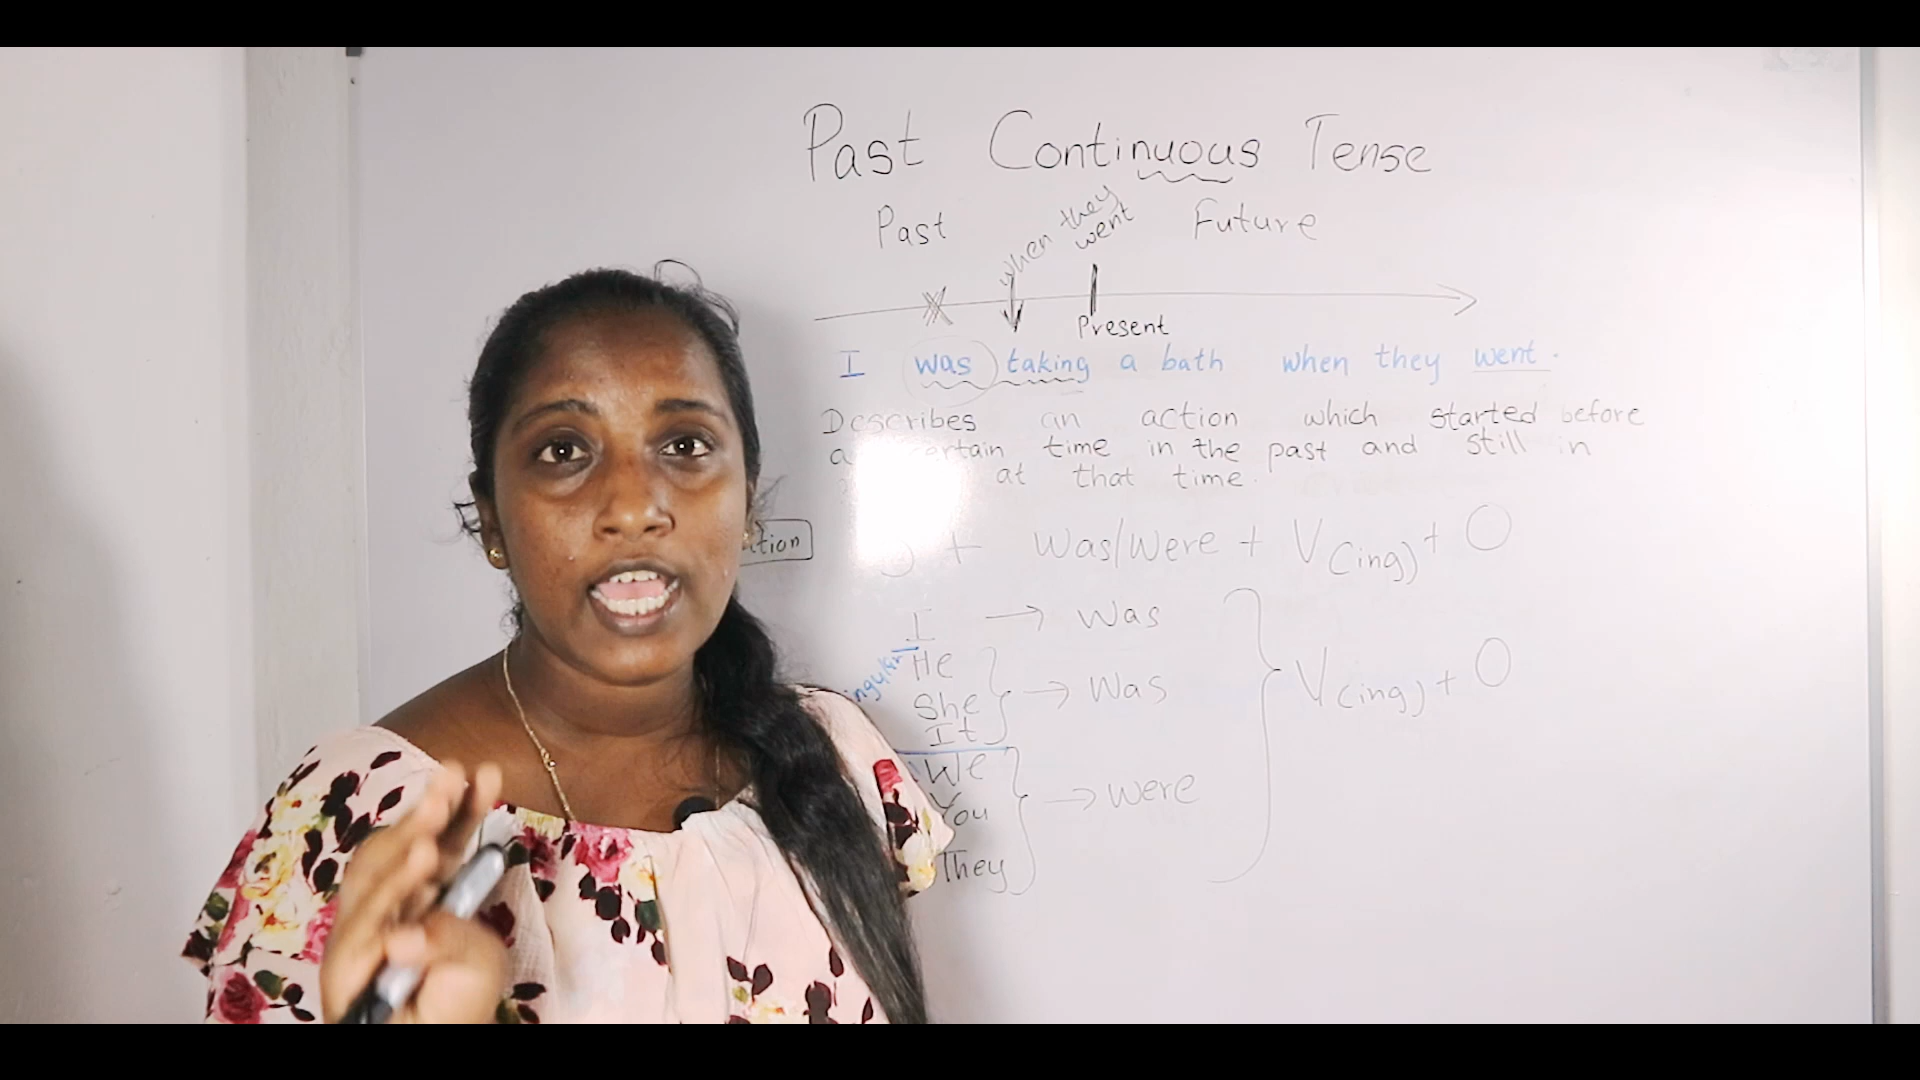 Past Continuous Tense
Past when they went Future
Present
I was taking a bath when they went.
Describes an action which started before
a time in the past and still in
at that time.
+ Was/Were + V(ing) + O
I → Was
He
She → Was V(ing) + O
It
We
You → Were
They